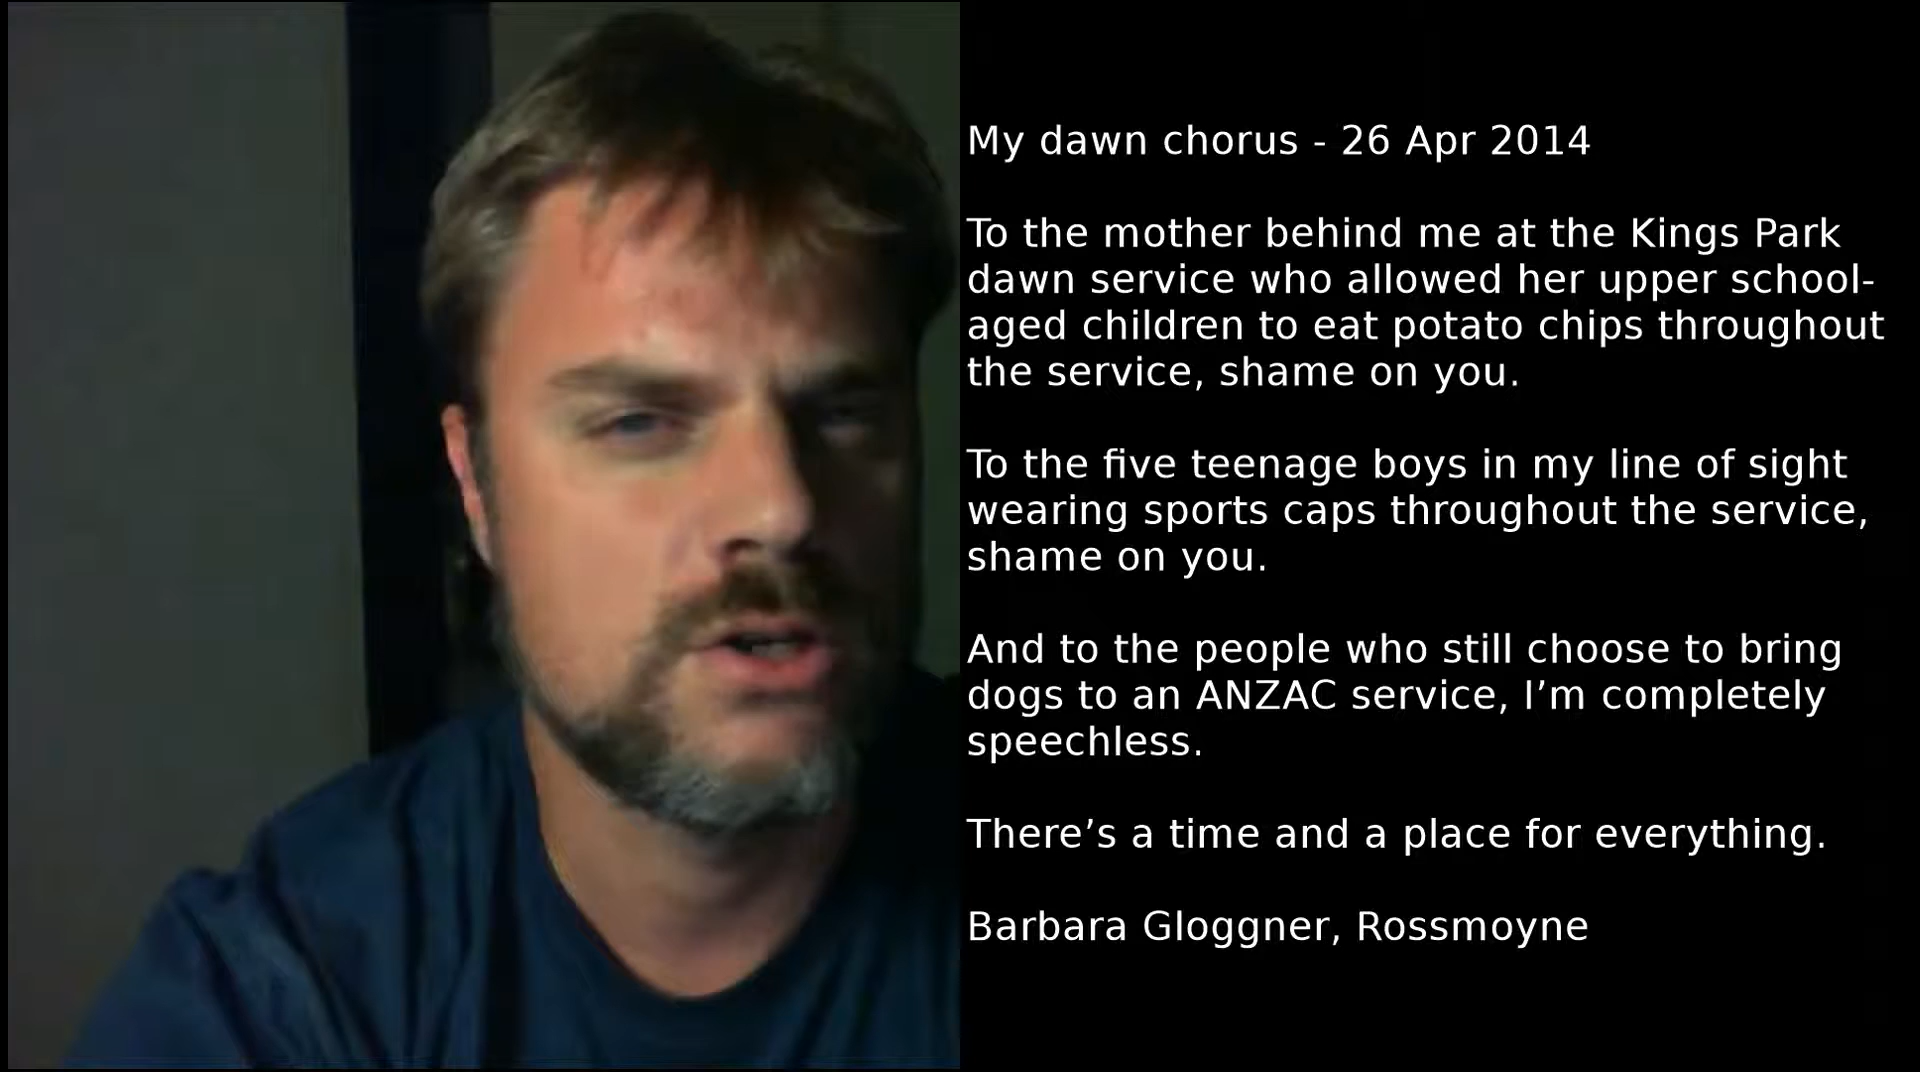 My dawn chorus - 26 Apr 2014
To the mother behind me at the Kings Park
dawn service who allowed her upper school-
aged children to eat potato chips throughout
the service, shame on you.
To the five teenage boys in my line of sight
wearing sports caps throughout the service,
shame on you.
And to the people who still choose to bring
dogs to an ANZAC service, I’m completely
speechless.
There’s a time and a place for everything.
Barbara Gloggner, Rossmoyne